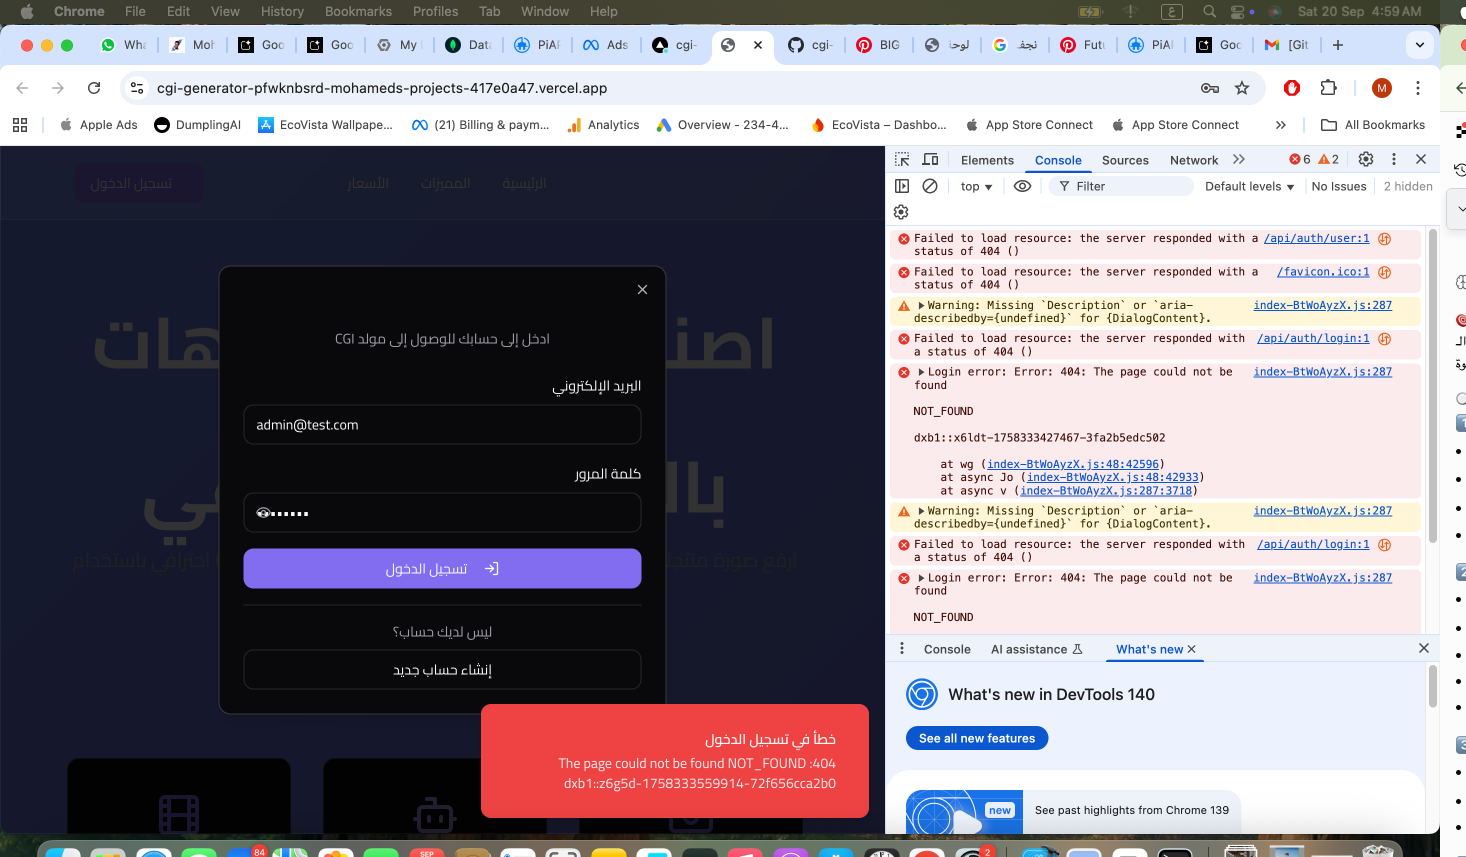 Chrome File Edit View History Bookmarks Profiles Tab Window Help
Sat 20 Sep 4:59 AM
Wha Moh Goo Goo My Data PiAI Ads cgi- cgi- BIG لوحا نجف Futu PiAI Goo [Git
cgi-generator-pfwknbsrd-mohameds-projects-417e0a47.vercel.app
M
Apple Ads DumplingAI EcoVista Wallpape... (21) Billing & paym... Analytics Overview - 234-4... EcoVista – Dashbo... App Store Connect App Store Connect All Bookmarks
الرئيسية المميزات الأسعار تسجيل الدخول
ادخل إلى حسابك للوصول إلى مولد CGI
البريد الإلكتروني
admin@test.com
كلمة المرور
تسجيل الدخول
ليس لديك حساب؟
إنشاء حساب جديد
ارفع صورة منتج
احترافي باستخدام
خطأ في تسجيل الدخول
The page could not be found NOT_FOUND :404
dxb1::z6g5d-1758333559914-72f656cca2b0
Elements Console Sources Network 6 2
top Filter Default levels No Issues 2 hidden
Failed to load resource: the server responded with a status of 404 () /api/auth/user:1
Failed to load resource: the server responded with a status of 404 () /favicon.ico:1
Warning: Missing `Description` or `aria- index-BtWoAyzX.js:287
describedby={undefined}` for {DialogContent}.
Failed to load resource: the server responded with /api/auth/login:1
a status of 404 ()
Login error: Error: 404: The page could not be index-BtWoAyzX.js:287
found
NOT_FOUND
dxb1::x6ldt-1758333427467-3fa2b5edc502
at wg (index-BtWoAyzX.js:48:42596)
at async Jo (index-BtWoAyzX.js:48:42933)
at async v (index-BtWoAyzX.js:287:3718)
Warning: Missing `Description` or `aria- index-BtWoAyzX.js:287
describedby={undefined}` for {DialogContent}.
Failed to load resource: the server responded with /api/auth/login:1
a status of 404 ()
Login error: Error: 404: The page could not be index-BtWoAyzX.js:287
found
NOT_FOUND
Console AI assistance What's new
What's new in DevTools 140
See all new features
new
See past highlights from Chrome 139
84
SEP
2